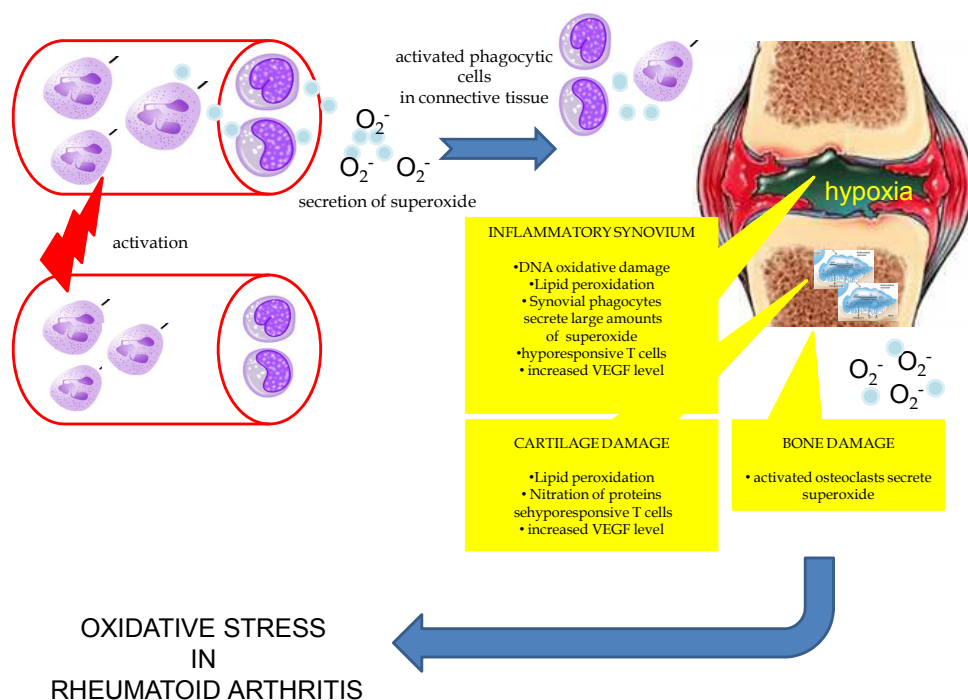 activated phagocytic
cells
in connective tissue
O2-
O2- O2-
secretion of superoxide
activation
hypoxia
INFLAMMATORY SYNOVIUM
•DNA oxidative damage
•Lipid peroxidation
• Synovial phagocytes
secrete large amounts
of superoxide
•hyporesponsive T cells
• increased VEGF level
O2- O2-
O2-
CARTILAGE DAMAGE
•Lipid peroxidation
• Nitration of proteins
sehyporesponsive T cells
• increased VEGF level
BONE DAMAGE
• activated osteoclasts secrete
superoxide
OXIDATIVE STRESS
IN
RHEUMATOID ARTHRITIS